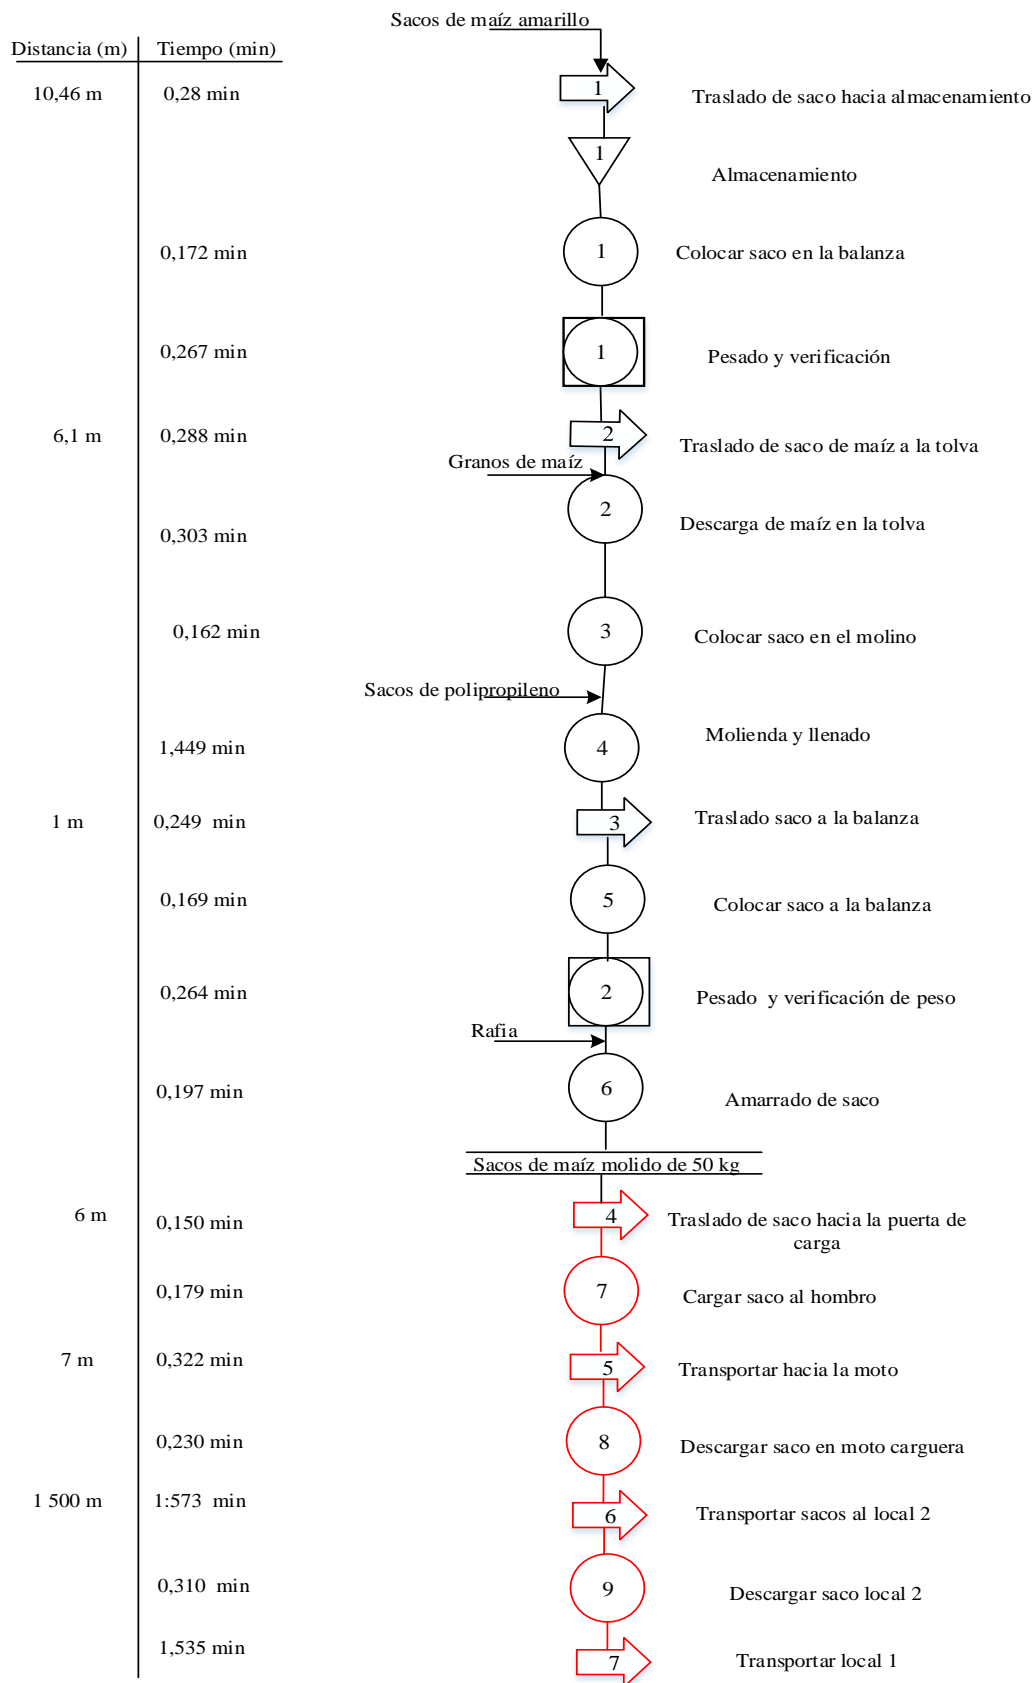 Sacos de maíz amarillo
Distancia (m) Tiempo (min)
10,46 m 0,28 min 1 Traslado de saco hacia almacenamiento
1 Almacenamiento
0,172 min 1 Colocar saco en la balanza
0,267 min 1 Pesado y verificación
6,1 m 0,288 min 2 Traslado de saco de maíz a la tolva
Granos de maíz
0,303 min 2 Descarga de maíz en la tolva
0,162 min 3 Colocar saco en el molino
Sacos de polipropileno
1,449 min 4 Molienda y llenado
1 m 0,249 min 3 Traslado saco a la balanza
0,169 min 5 Colocar saco a la balanza
0,264 min 2 Pesado y verificación de peso
Rafia
0,197 min 6 Amarrado de saco
Sacos de maíz molido de 50 kg
6 m 0,150 min 4 Traslado de saco hacia la puerta de
carga
0,179 min 7 Cargar saco al hombro
7 m 0,322 min 5 Transportar hacia la moto
0,230 min 8 Descargar saco en moto carguera
1 500 m 1:573 min 6 Transportar sacos al local 2
0,310 min 9 Descargar saco local 2
1,535 min 7 Transportar local 1